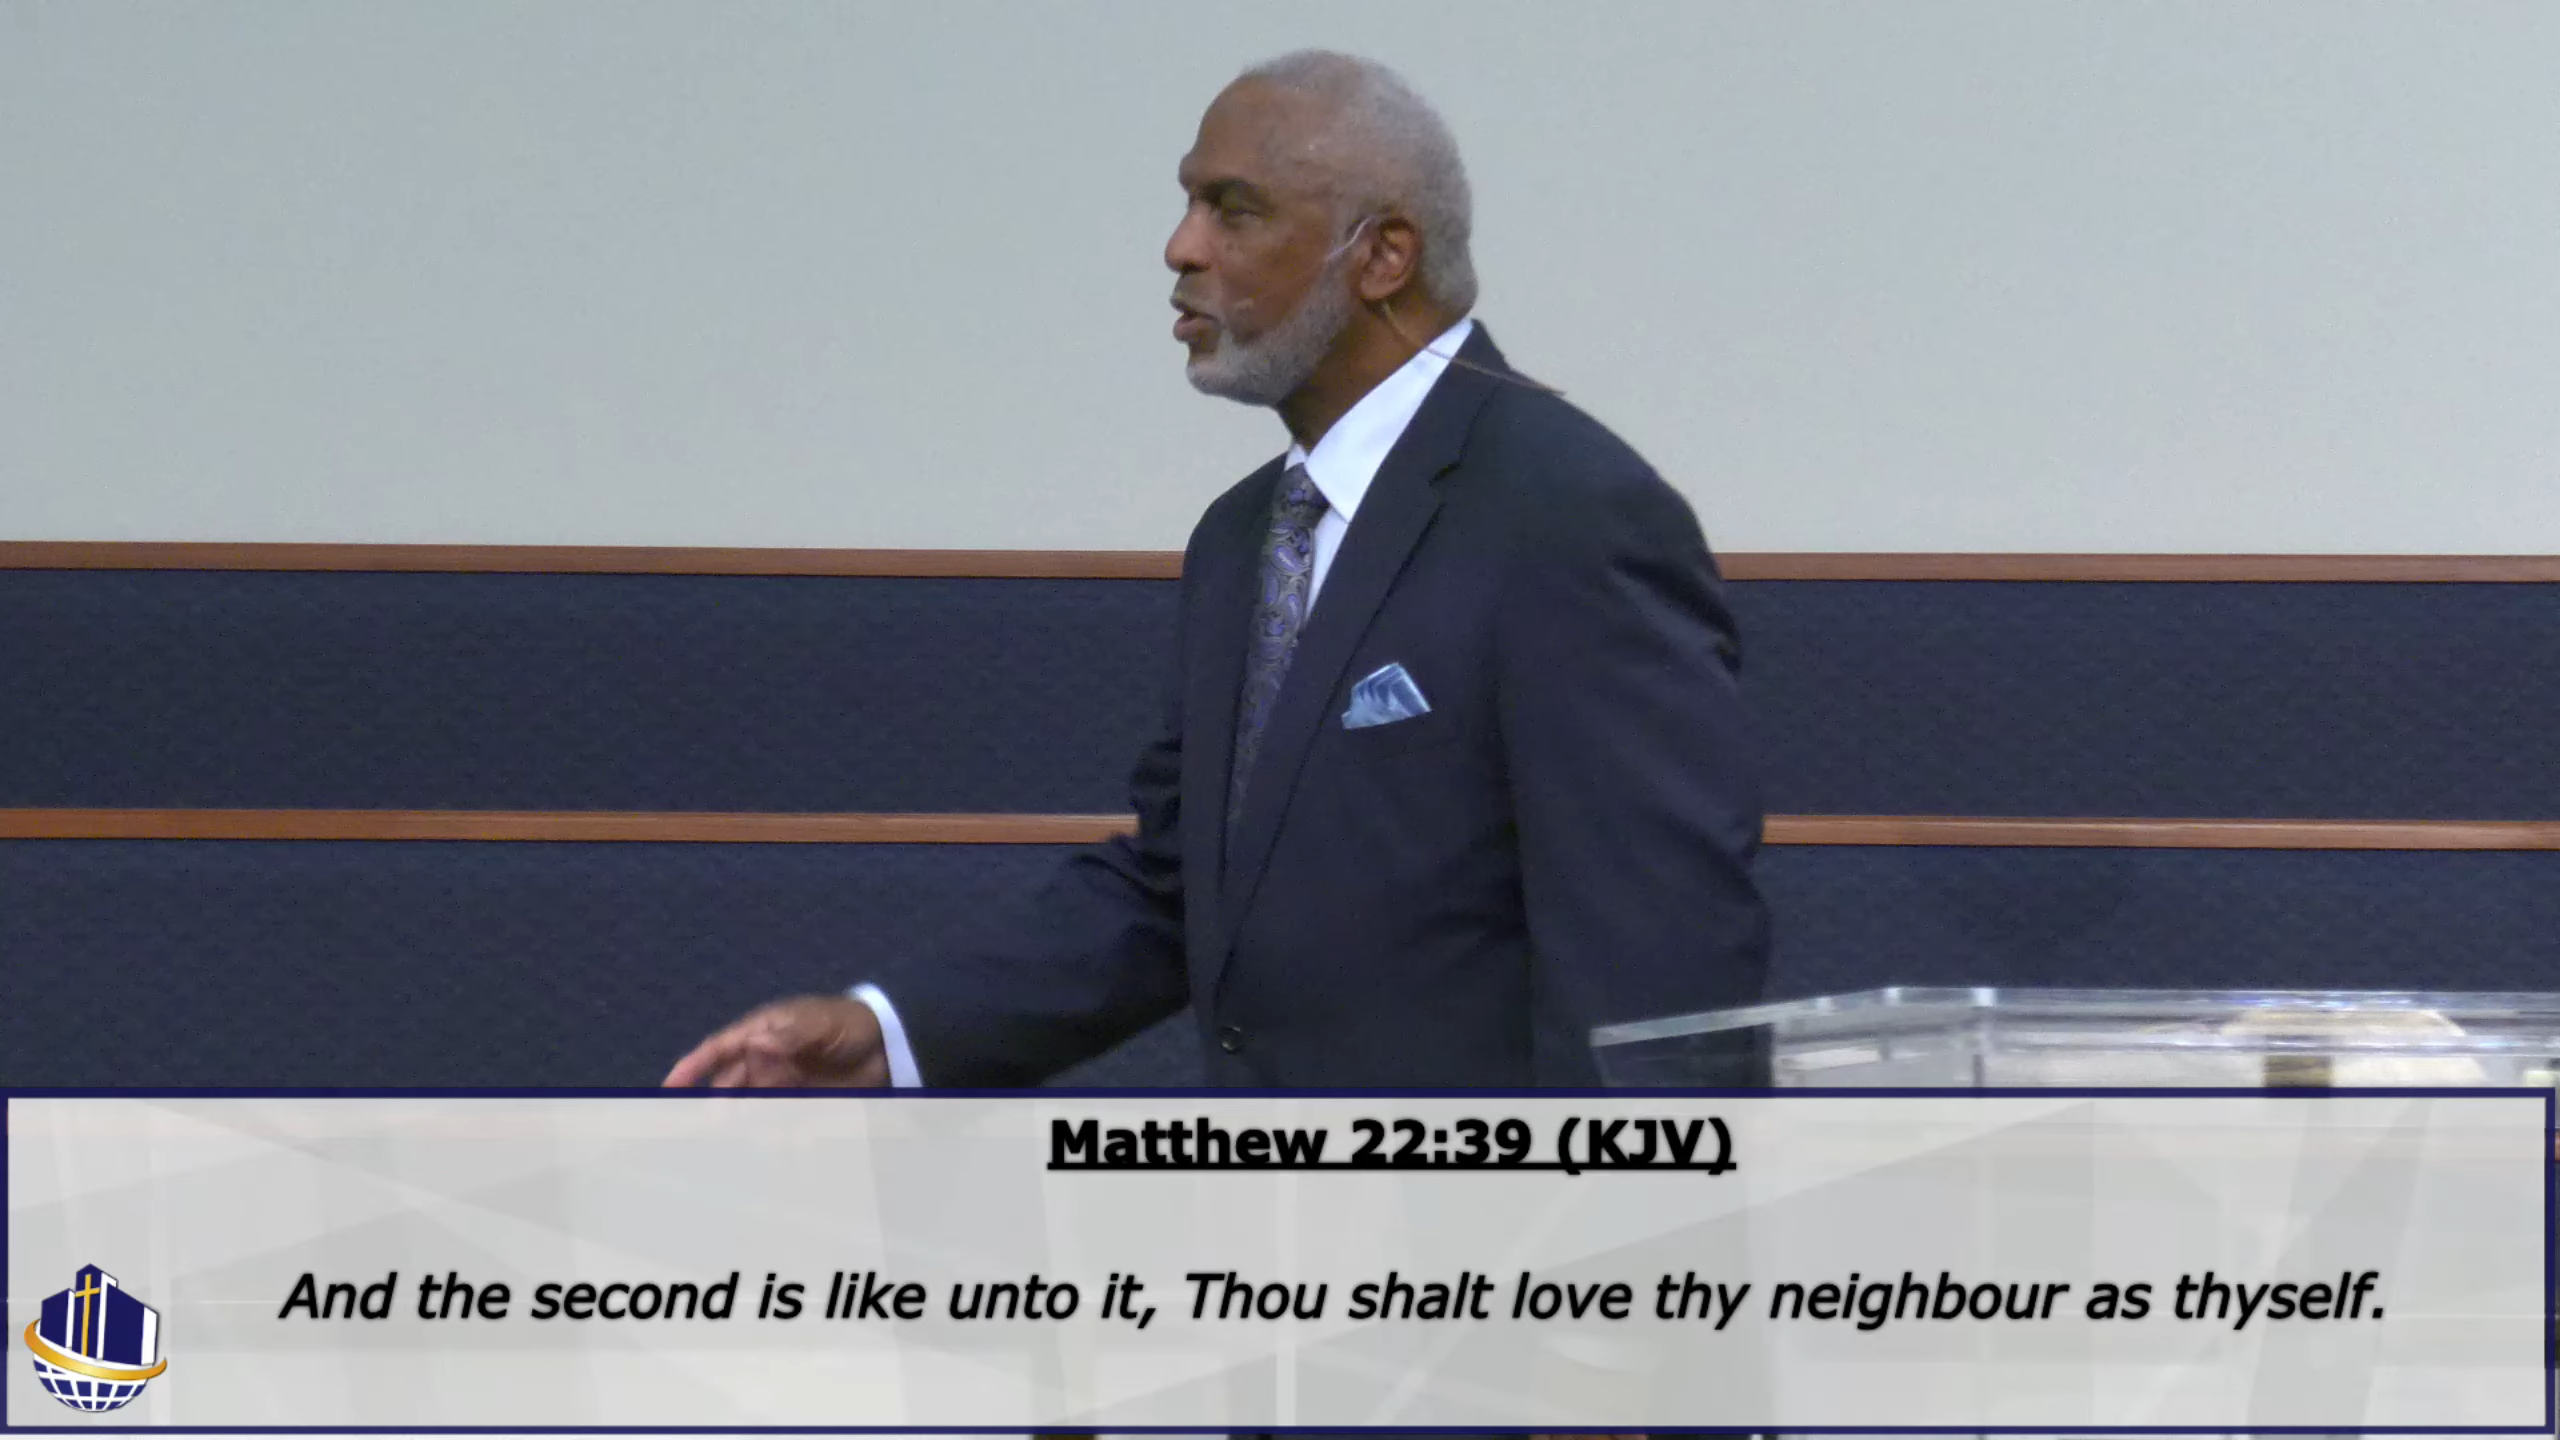 Matthew 22:39 (KJV)
And the second is like unto it, Thou shalt love thy neighbour as thyself.